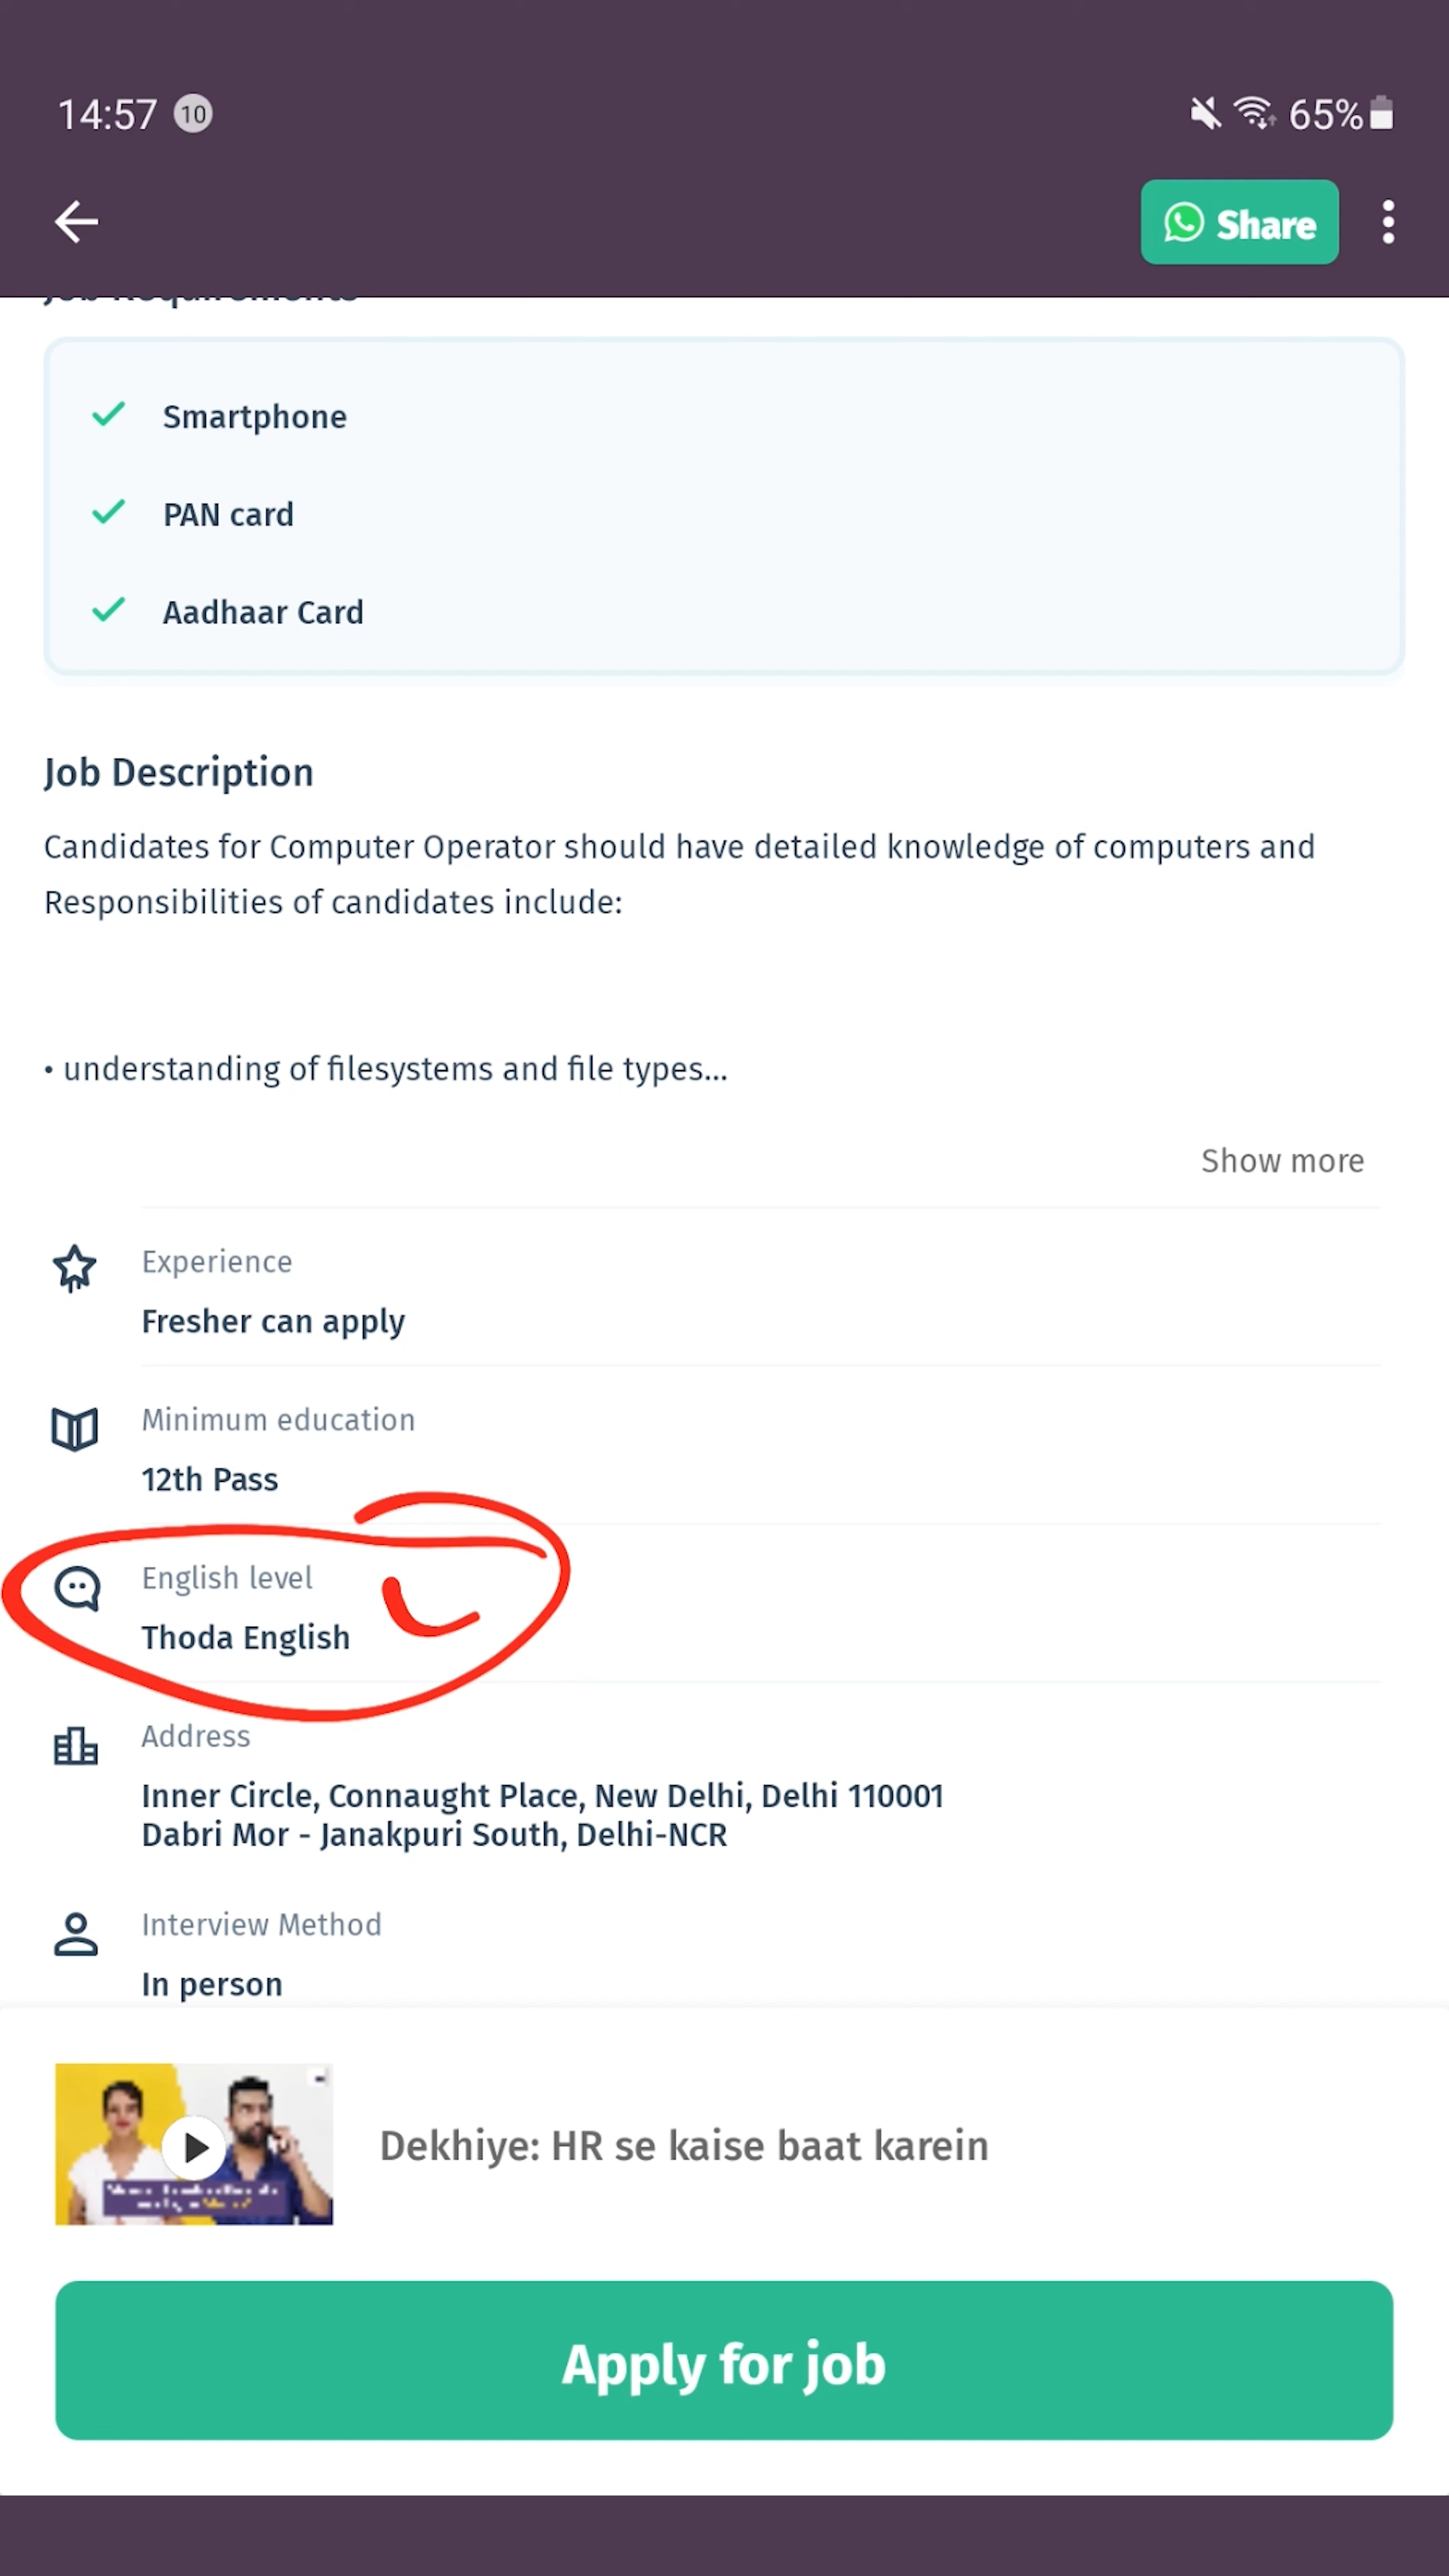 14:57 10 65%
Share
Job Requirements
Smartphone
PAN card
Aadhaar Card
Job Description
Candidates for Computer Operator should have detailed knowledge of computers and
Responsibilities of candidates include:
• understanding of filesystems and file types...
Show more
Experience
Fresher can apply
Minimum education
12th Pass
English level
Thoda English
Address
Inner Circle, Connaught Place, New Delhi, Delhi 110001
Dabri Mor - Janakpuri South, Delhi-NCR
Interview Method
In person
Dekhiye: HR se kaise baat karein
Apply for job